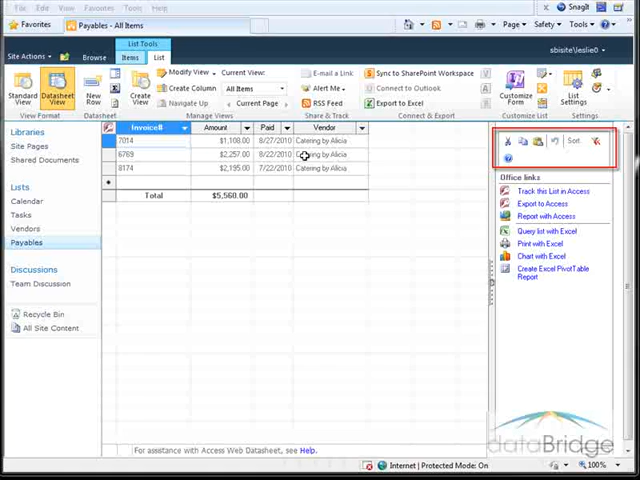 File Edit View Favorites Tools Help
SnagIt
Favorites Payables - All Items Page Safety Tools
List Tools
Site Actions Browse Items List sbisite\leslie0
Standard View
Datasheet View
New Row
Create View
Modify View
Create Column
Navigate Up
Current View:
All Items
Current Page
E-mail a Link
Alert Me
RSS Feed
Sync to SharePoint Workspace
Connect to Outlook
Export to Excel
Customize Form
List Settings
View Format Datasheet Manage Views Share & Track Connect & Export
Libraries
Site Pages
Shared Documents
Lists
Calendar
Tasks
Vendors
Payables
Discussions
Team Discussion
Recycle Bin
All Site Content
Invoice# Amount Paid Vendor
7014 $1,108.00 8/27/2010 Catering by Alicia
6769 $2,257.00 8/22/2010 Catering by Alicia
8174 $2,195.00 7/22/2010 Catering by Alicia
Total $5,560.00
Sort
Office links
Track this List in Access
Export to Access
Report with Access
Query list with Excel
Print with Excel
Chart with Excel
Create Excel PivotTable
Report
dataBridge
For assistance with Access Web Datasheet, see Help.
Internet | Protected Mode: On 100%